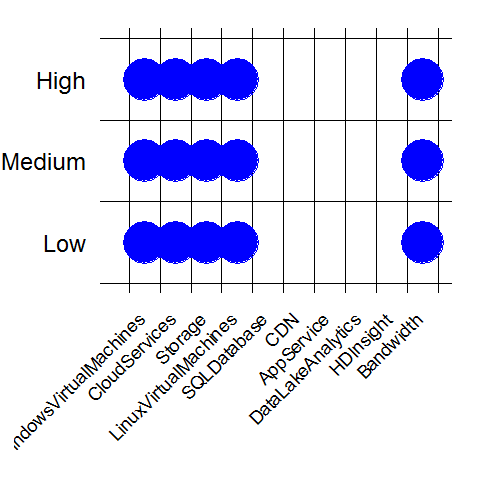 High
Medium
Low
ndowsVirtualMachines
CloudServices
Storage
LinuxVirtualMachines
SQLDatabase
CDN
AppService
DataLakeAnalytics
HDInsight
Bandwidth